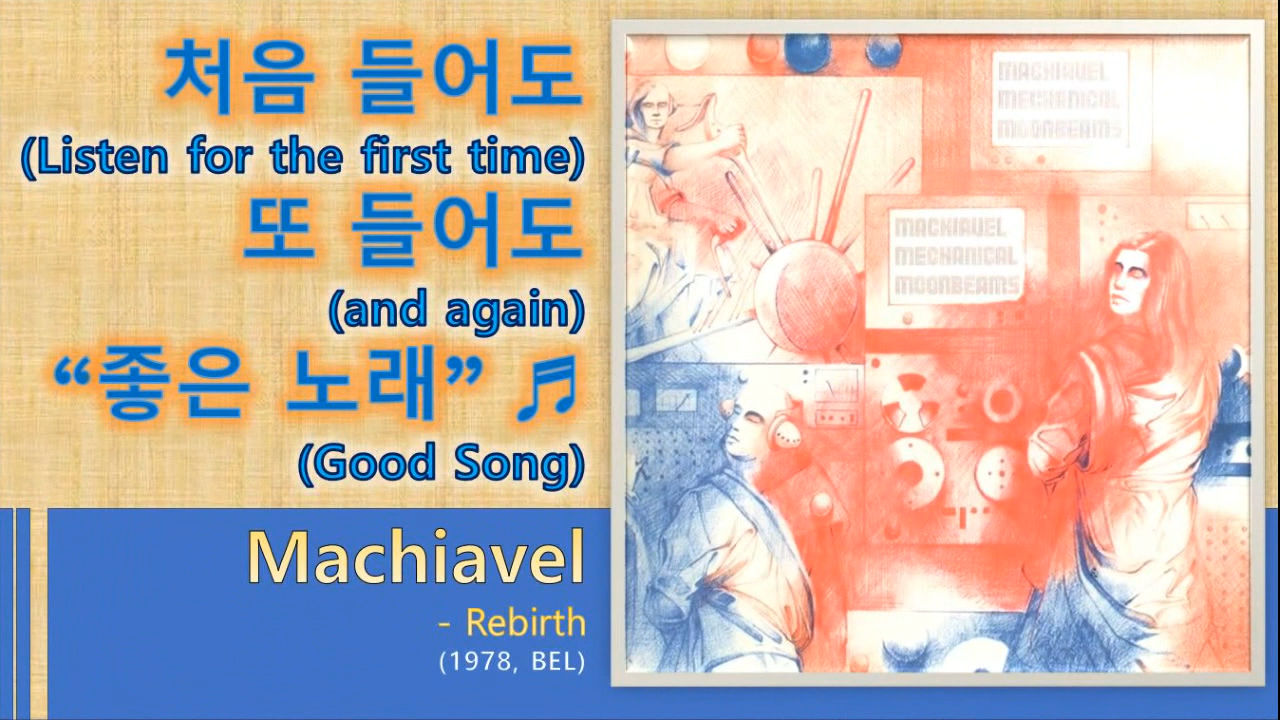 처음 들어도
(Listen for the first time)
또 들어도
(and again)
“좋은 노래” ♬
(Good Song)
Machiavel
- Rebirth
(1978, BEL)
MACHIAVEL
MECHANICAL
MOONBEAMS
MACHIAVEL
MECHANICAL
MOONBEAMS